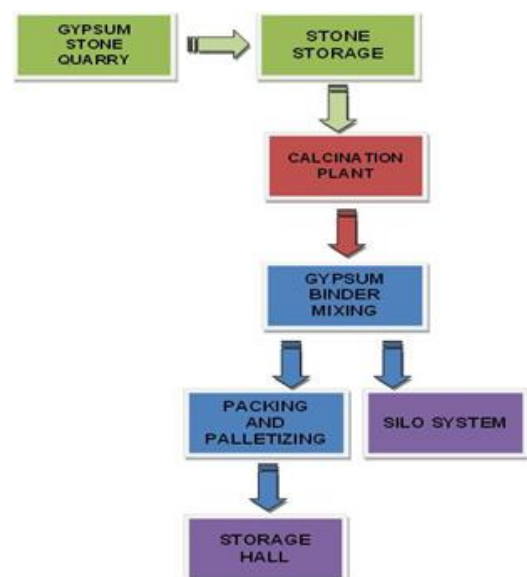 GYPSUM
STONE
QUARRY
STONE
STORAGE
CALCINATION
PLANT
GYPSUM
BINDER
MIXING
PACKING
AND
PALLETIZING
SILO SYSTEM
STORAGE
HALL